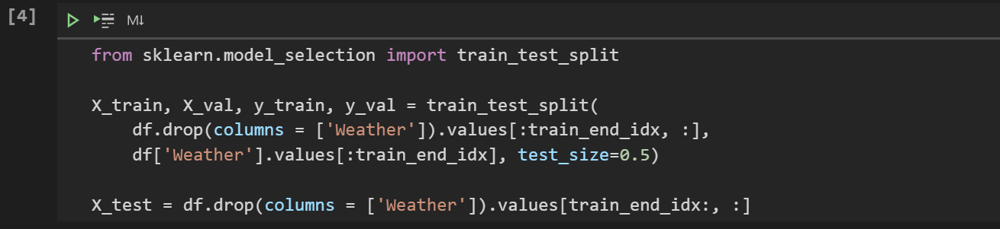 [4]
M↓
from sklearn.model_selection import train_test_split
X_train, X_val, y_train, y_val = train_test_split(
    df.drop(columns = ['Weather']).values[:train_end_idx, :],
    df['Weather'].values[:train_end_idx], test_size=0.5)
X_test = df.drop(columns = ['Weather']).values[train_end_idx:, :]